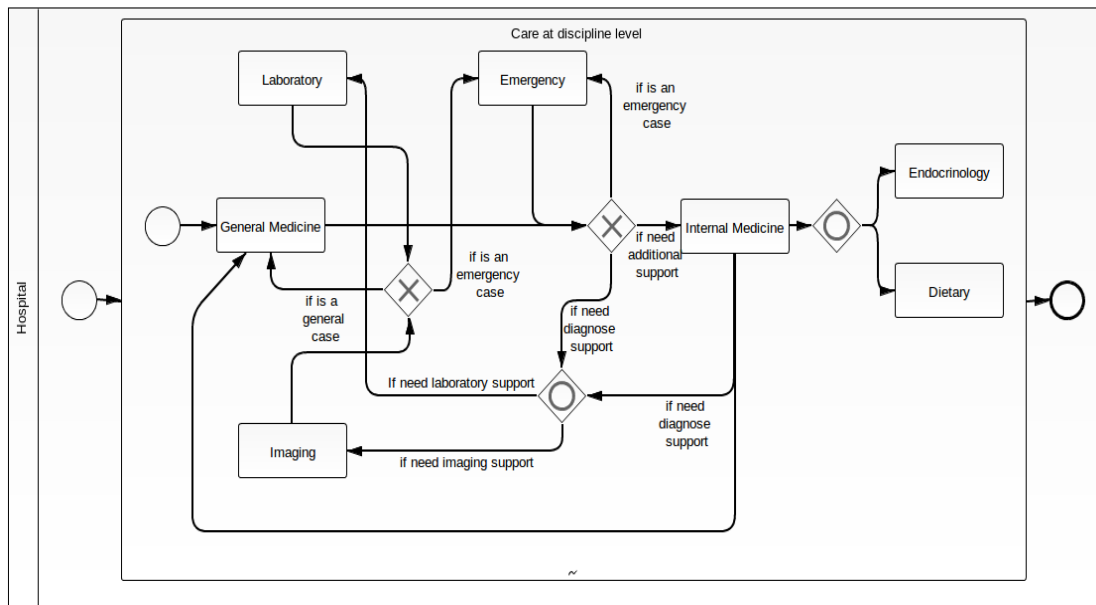 Care at discipline level
Laboratory
Emergency
if is an
emergency
case
Endocrinology
General Medicine
Internal Medicine
if need
additional
support
if is an
emergency
case
if is a
general
case
Dietary
Hospital
if need
diagnose
support
If need laboratory support
if need
diagnose
support
Imaging
if need imaging support
~